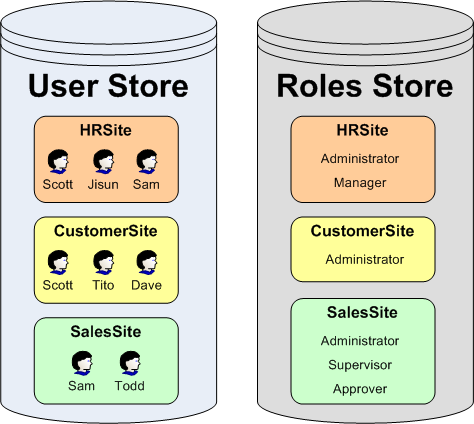 User Store
HRSite
Scott Jisun Sam
CustomerSite
Scott Tito Dave
SalesSite
Sam Todd
Roles Store
HRSite
Administrator
Manager
CustomerSite
Administrator
SalesSite
Administrator
Supervisor
Approver